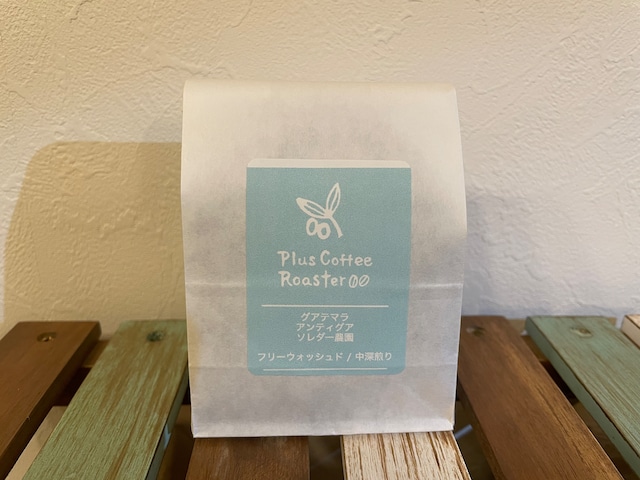 Plus Coffee
Roaster
グアテマラ
アンティグア
ソレダー農園
フリーウォッシュド / 中深煎り